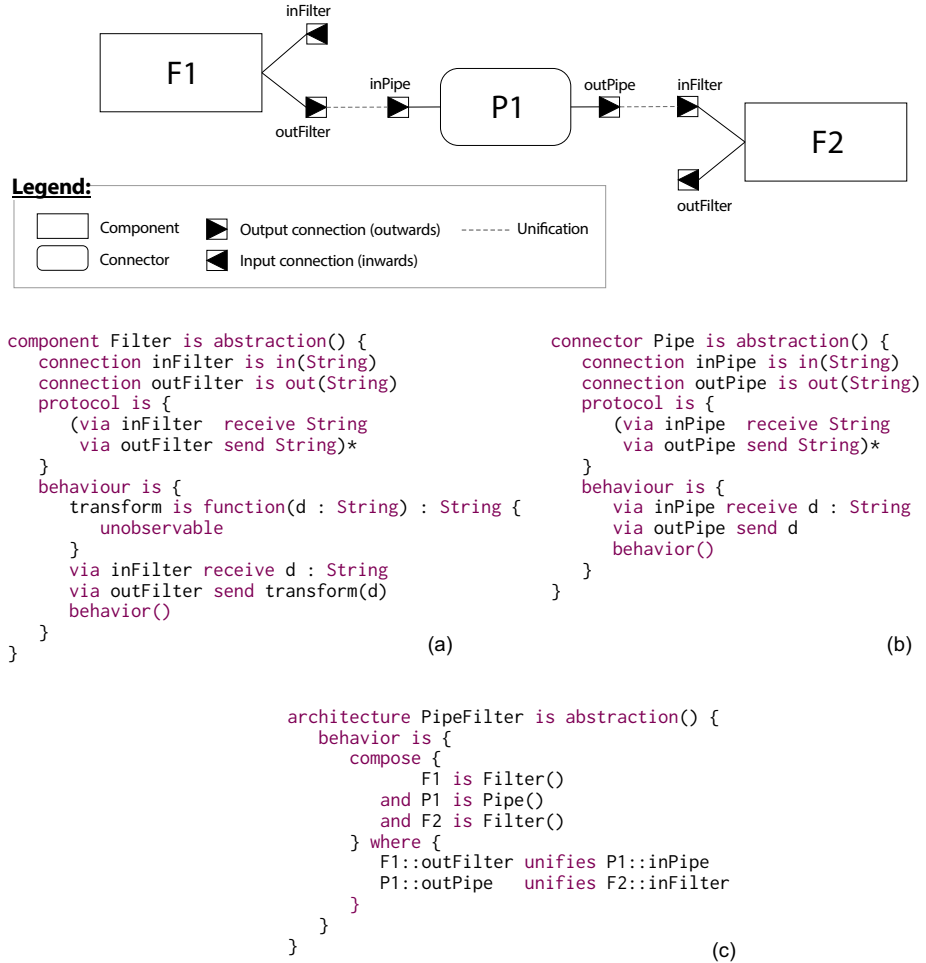 inFilter
F1
outFilter
inPipe
P1
outPipe
inFilter
F2
outFilter
Legend:
Component
Output connection (outwards)
Unification
Connector
Input connection (inwards)
component Filter is abstraction() {
connection inFilter is in(String)
connection outFilter is out(String)
protocol is {
(via inFilter  receive String
via outFilter send String)*
}
behaviour is {
transform is function(d : String) : String {
unobservable
}
via inFilter receive d : String
via outFilter send transform(d)
behavior()
}
}
(a)
connector Pipe is abstraction() {
connection inPipe is in(String)
connection outPipe is out(String)
protocol is {
(via inPipe  receive String
via outPipe send String)*
}
behaviour is {
via inPipe receive d : String
via outPipe send d
behavior()
}
}
(b)
architecture PipeFilter is abstraction() {
behavior is {
compose {
F1 is Filter()
and P1 is Pipe()
and F2 is Filter()
} where {
F1::outFilter unifies P1::inPipe
P1::outPipe   unifies F2::inFilter
}
}
}
(c)